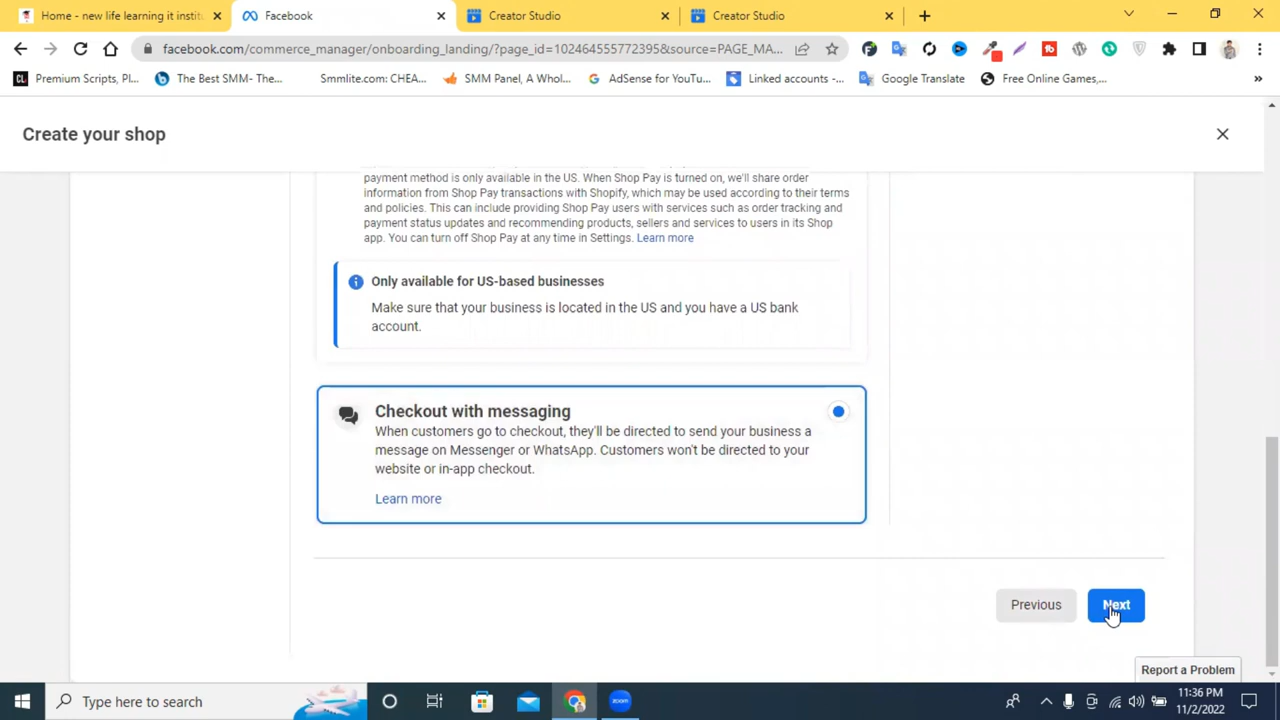 Home - new life learning it instit
Facebook
Creator Studio
Creator Studio
facebook.com/commerce_manager/onboarding_landing/?page_id=102464555772395&source=PAGE_MA...
Premium Scripts, Pl...
The Best SMM- The...
Smmlite.com: CHEA...
SMM Panel, A Whol...
AdSense for YouTu...
Linked accounts -...
Google Translate
Free Online Games,...
Create your shop
payment method is only available in the US. When Shop Pay is turned on, we'll share order
information from Shop Pay transactions with Shopify, which may be used according to their terms
and policies. This can include providing Shop Pay users with services such as order tracking and
payment status updates and recommending products, sellers and services to users in its Shop
app. You can turn off Shop Pay at any time in Settings. Learn more
Only available for US-based businesses
Make sure that your business is located in the US and you have a US bank
account.
Checkout with messaging
When customers go to checkout, they'll be directed to send your business a
message on Messenger or WhatsApp. Customers won't be directed to your
website or in-app checkout.
Learn more
Previous
Next
Report a Problem
Type here to search
zoom
11:36 PM
11/2/2022